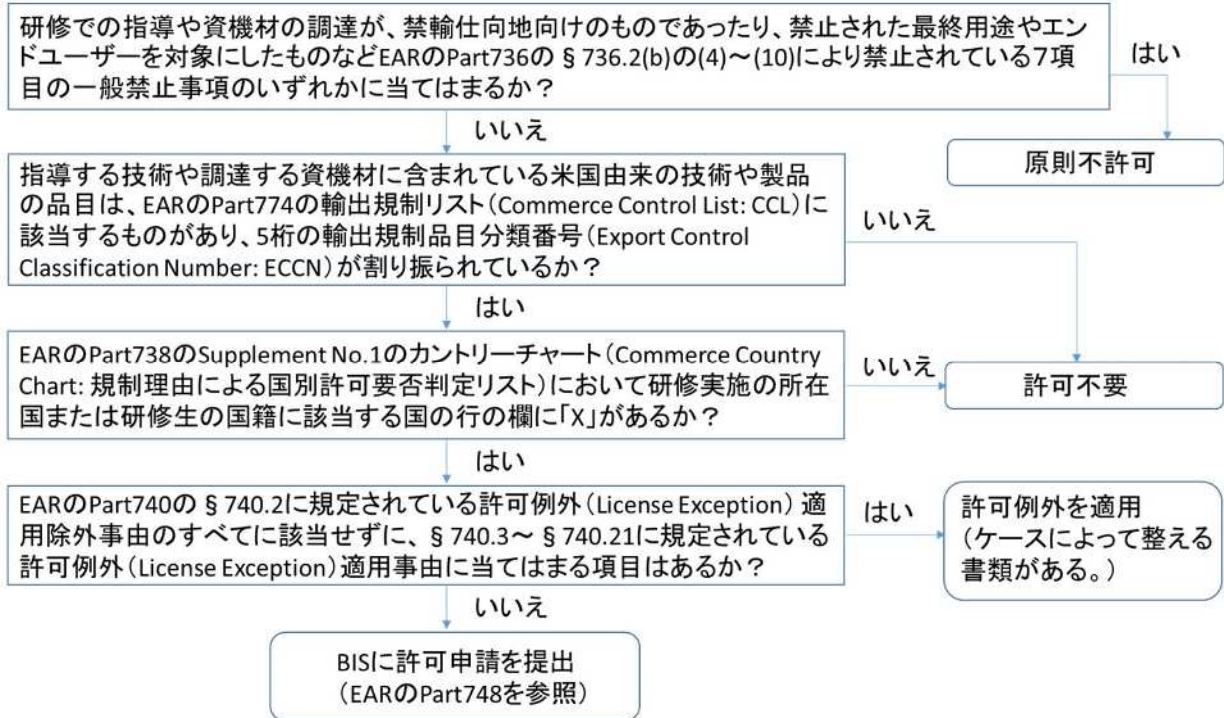 研修での指導や資機材の調達が、禁輸仕向地向けのものであったり、禁止された最終用途やエン
ドユーザーを対象にしたものなどEARのPart736の§736.2(b)の(4)～(10)により禁止されている7項
目の一般禁止事項のいずれかに当てはまるか？
はい
いいえ
原則不許可
指導する技術や調達する資機材に含まれている米国由来の技術や製品
の品目は、EARのPart774の輸出規制リスト（Commerce Control List: CCL）に
該当するものがあり、5桁の輸出規制品目分類番号（Export Control
Classification Number: ECCN）が割り振られているか？
いいえ
はい
EARのPart738のSupplement No.1のカントリーチャート（Commerce Country
Chart: 規制理由による国別許可要否判定リスト）において研修実施の所在
国または研修生の国籍に該当する国の行の欄に「X」があるか？
いいえ
許可不要
はい
EARのPart740の§740.2に規定されている許可例外（License Exception）適
用除外事由のすべてに該当せずに、§740.3～§740.21に規定されている
許可例外（License Exception）適用事由に当てはまる項目はあるか？
はい
許可例外を適用
（ケースによって整える
書類がある。）
いいえ
BISに許可申請を提出
（EARのPart748を参照）